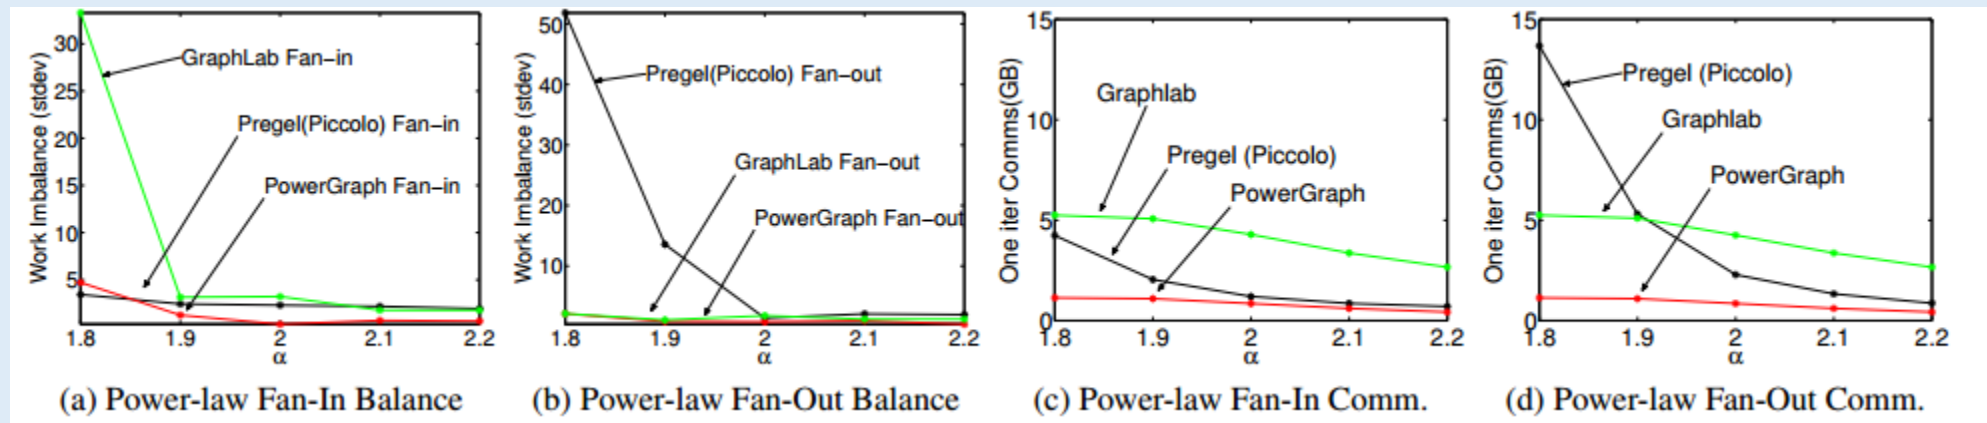 Work Imbalance (stdev)
30
25
20
15
10
5
1.8 1.9 2 2.1 2.2
α
GraphLab Fan-in
Pregel(Piccolo) Fan-in
PowerGraph Fan-in
(a) Power-law Fan-In Balance
Work Imbalance (stdev)
50
40
30
20
10
1.8 1.9 2 2.1 2.2
α
Pregel(Piccolo) Fan-out
GraphLab Fan-out
PowerGraph Fan-out
(b) Power-law Fan-Out Balance
One iter Comms(GB)
15
10
5
0
1.8 1.9 2 2.1 2.2
α
Graphlab
Pregel (Piccolo)
PowerGraph
(c) Power-law Fan-In Comm.
One iter Comms(GB)
15
10
5
0
1.8 1.9 2 2.1 2.2
α
Pregel (Piccolo)
Graphlab
PowerGraph
(d) Power-law Fan-Out Comm.